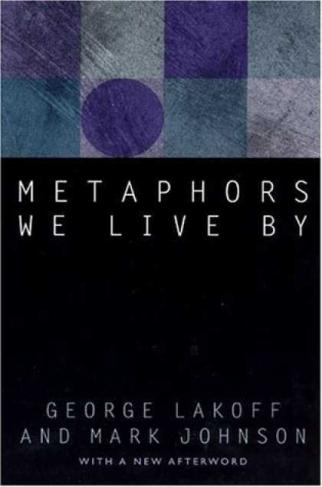 METAPHORS
WE LIVE BY
GEORGE LAKOFF
AND MARK JOHNSON
WITH A NEW AFTERWORD